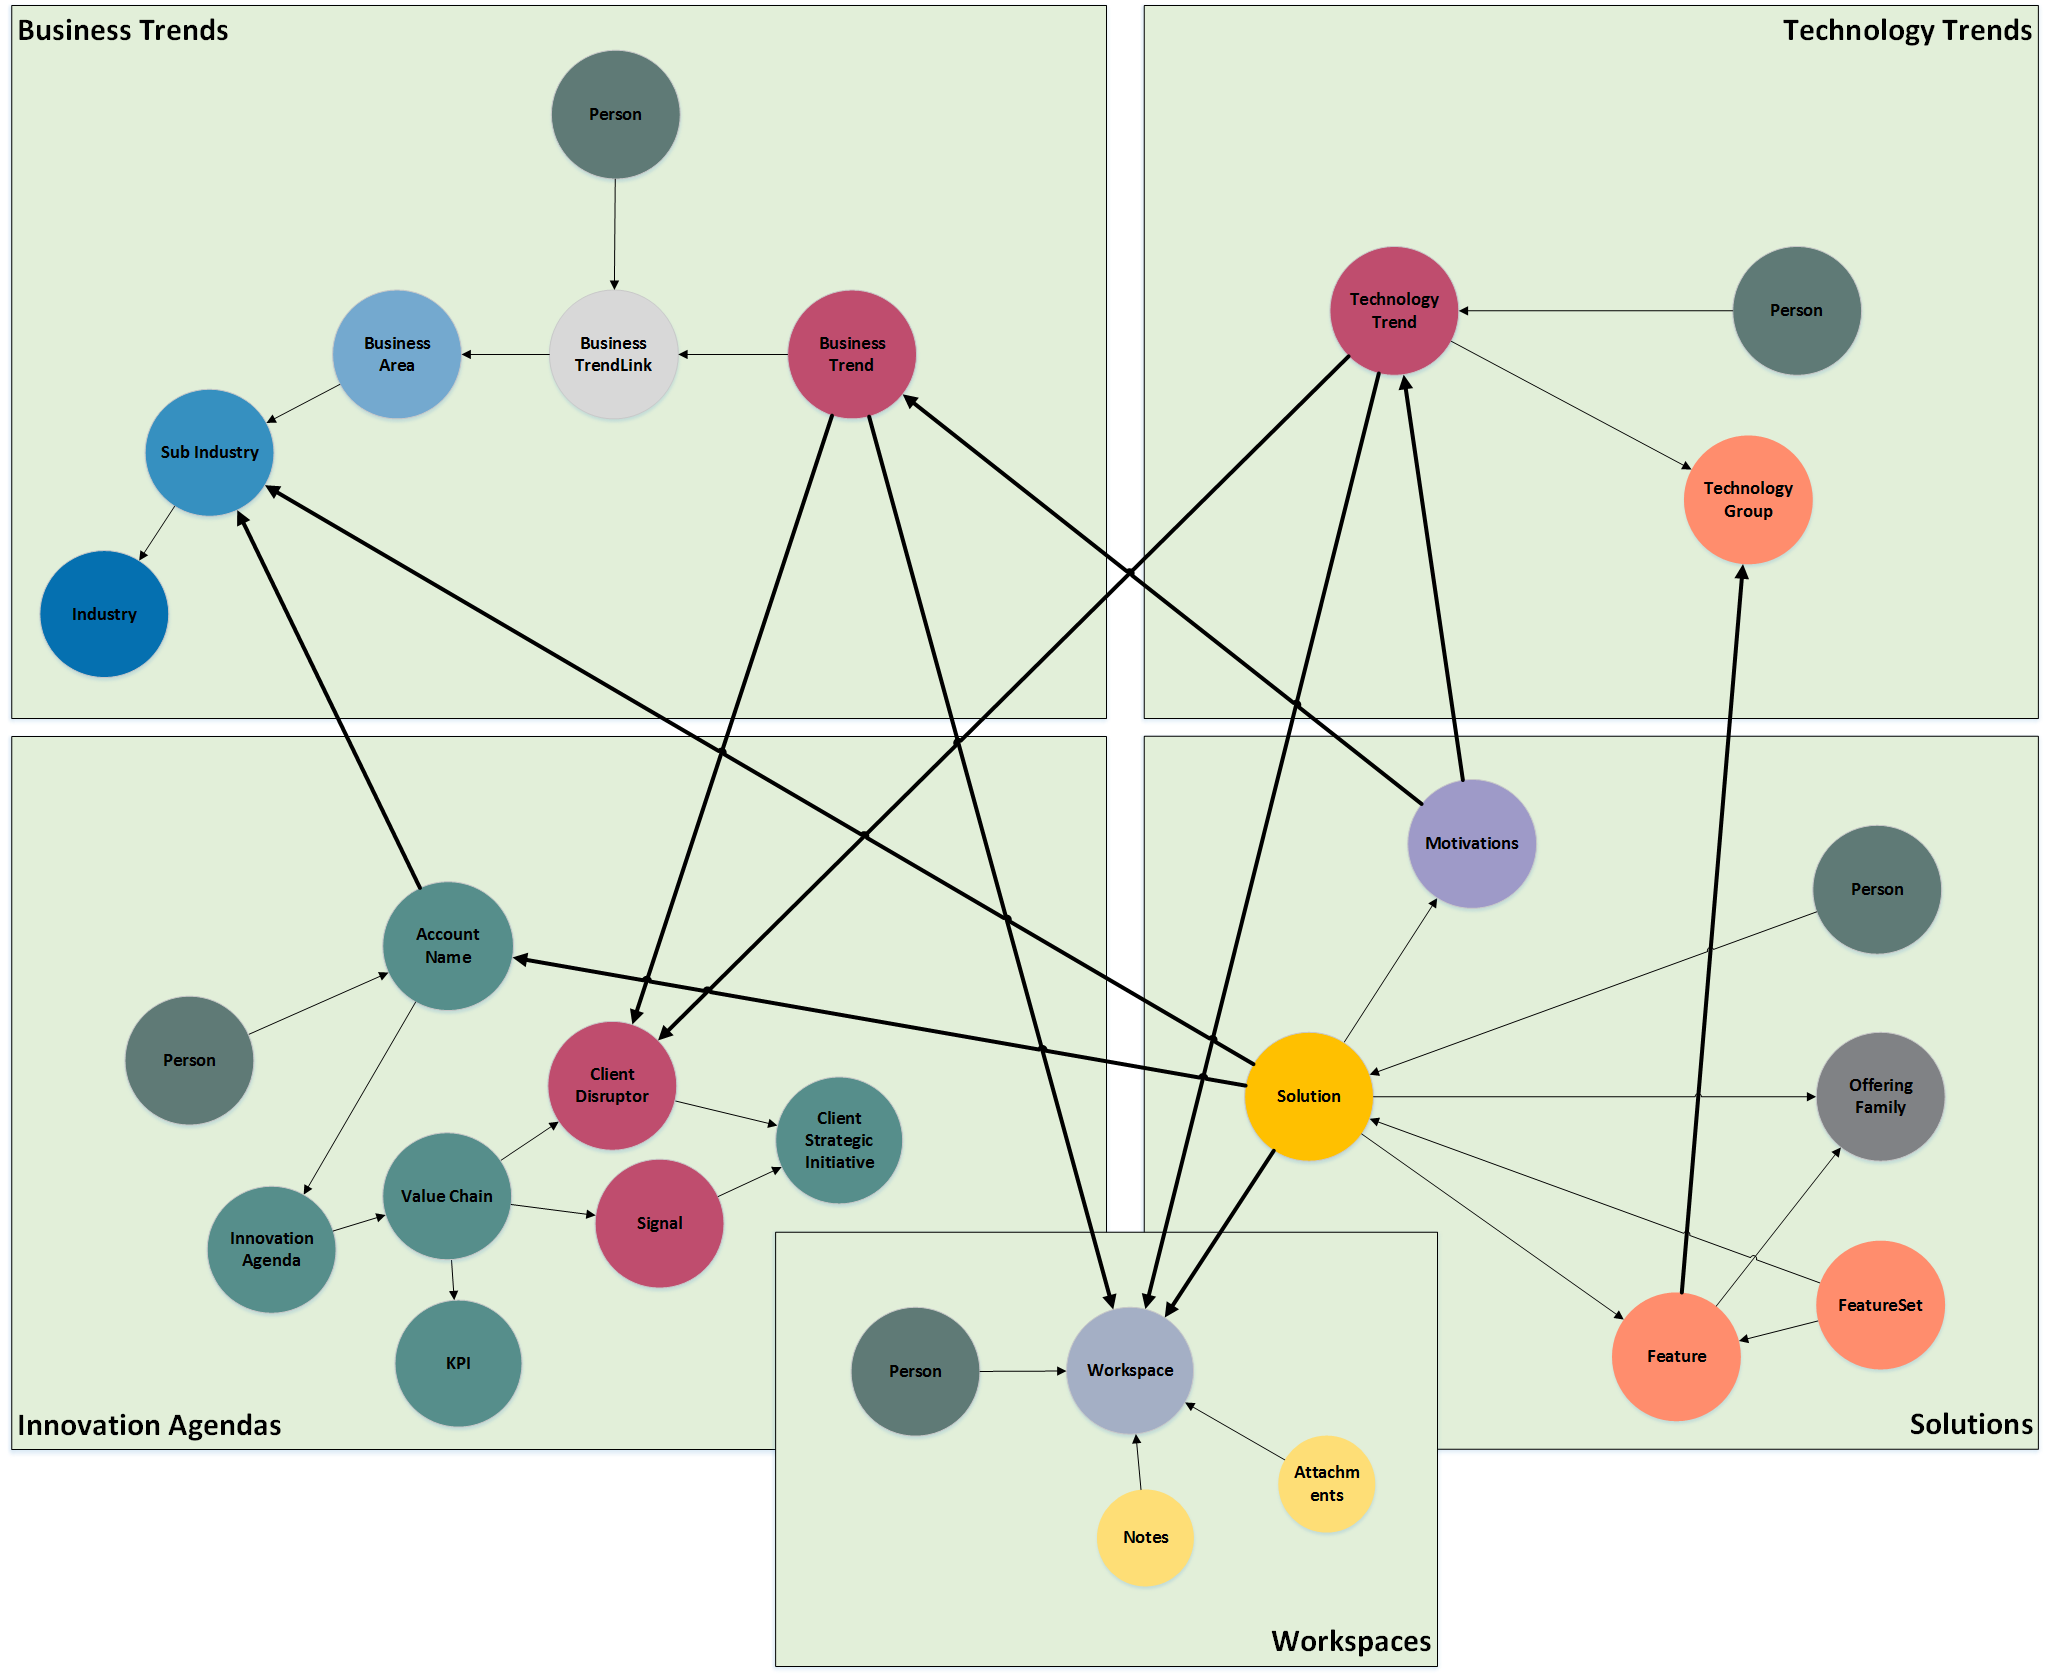 Business Trends
Person
Business
Area
Business
TrendLink
Business
Trend
Sub Industry
Industry
Technology Trends
Technology
Trend
Person
Technology
Group
Account
Name
Person
Client
Disruptor
Client
Strategic
Initiative
Value Chain
Signal
Innovation
Agenda
KPI
Innovation Agendas
Motivations
Person
Solution
Offering
Family
FeatureSet
Feature
Solutions
Person
Workspace
Attachm
ents
Notes
Workspaces